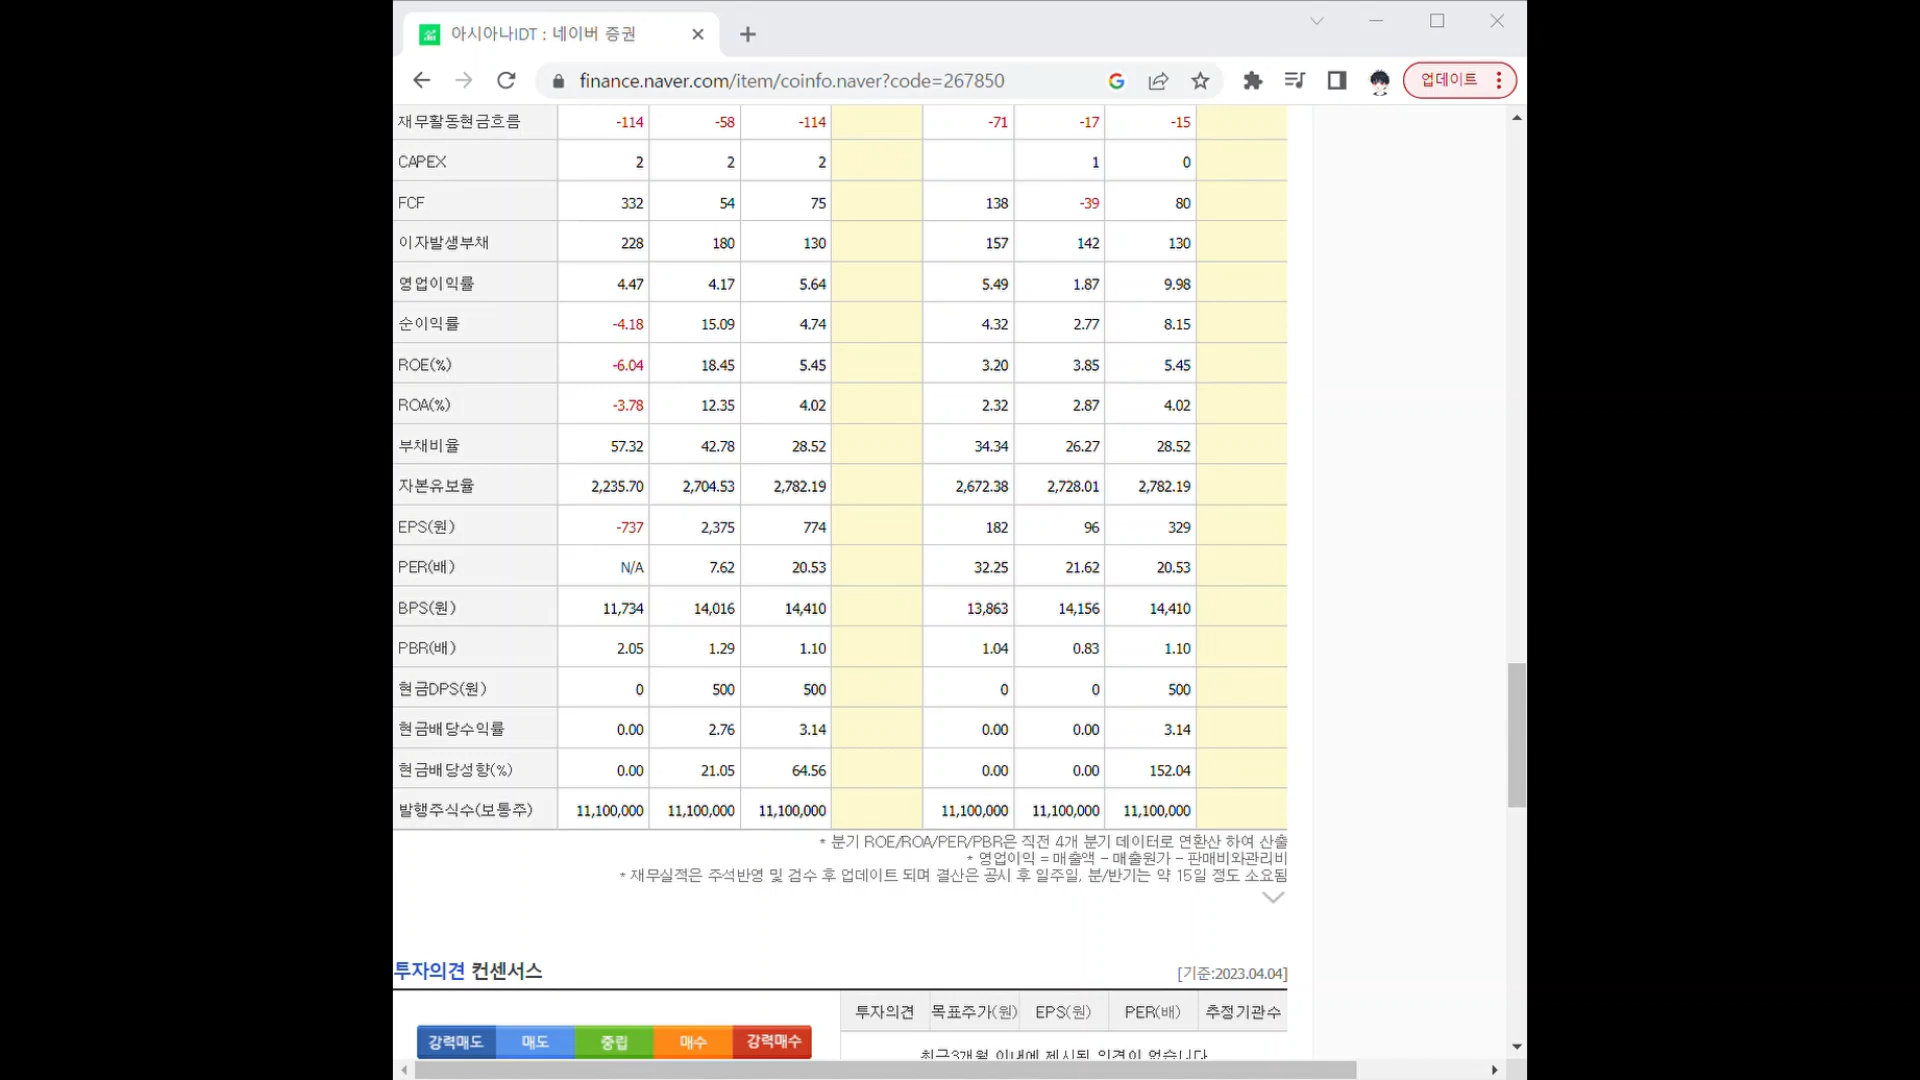 아시아나IDT : 네이버 증권
finance.naver.com/item/coinfo.naver?code=267850
업데이트
재무활동현금흐름 -114 -58 -114 -71 -17 -15
CAPEX 2 2 2 1 0
FCF 332 54 75 138 -39 80
이자발생부채 228 180 130 157 142 130
영업이익률 4.47 4.17 5.64 5.49 1.87 9.98
순이익률 -4.18 15.09 4.74 4.32 2.77 8.15
ROE(%) -6.04 18.45 5.45 3.20 3.85 5.45
ROA(%) -3.78 12.35 4.02 2.32 2.87 4.02
부채비율 57.32 42.78 28.52 34.34 26.27 28.52
자본유보율 2,235.70 2,704.53 2,782.19 2,672.38 2,728.01 2,782.19
EPS(원) -737 2,375 774 182 96 329
PER(배) N/A 7.62 20.53 32.25 21.62 20.53
BPS(원) 11,734 14,016 14,410 13,863 14,156 14,410
PBR(배) 2.05 1.29 1.10 1.04 0.83 1.10
현금DPS(원) 0 500 500 0 0 500
현금배당수익률 0.00 2.76 3.14 0.00 0.00 3.14
현금배당성향(%) 0.00 21.05 64.56 0.00 0.00 152.04
발행주식수(보통주) 11,100,000 11,100,000 11,100,000 11,100,000 11,100,000 11,100,000
* 분기 ROE/ROA/PER/PBR은 직전 4개 분기 데이터로 연환산 하여 산출
* 영업이익 = 매출액 - 매출원가 - 판매비와관리비
* 재무실적은 주석반영 및 검수 후 업데이트 되며 결산은 공시 후 일주일, 분/반기는 약 15일 정도 소요됨
투자의견 컨센서스 [기준:2023.04.04]
투자의견 목표주가(원) EPS(원) PER(배) 추정기관수
강력매도 매도 중립 매수 강력매수
최근3개월 이내에 제시된 의견이 없습니다